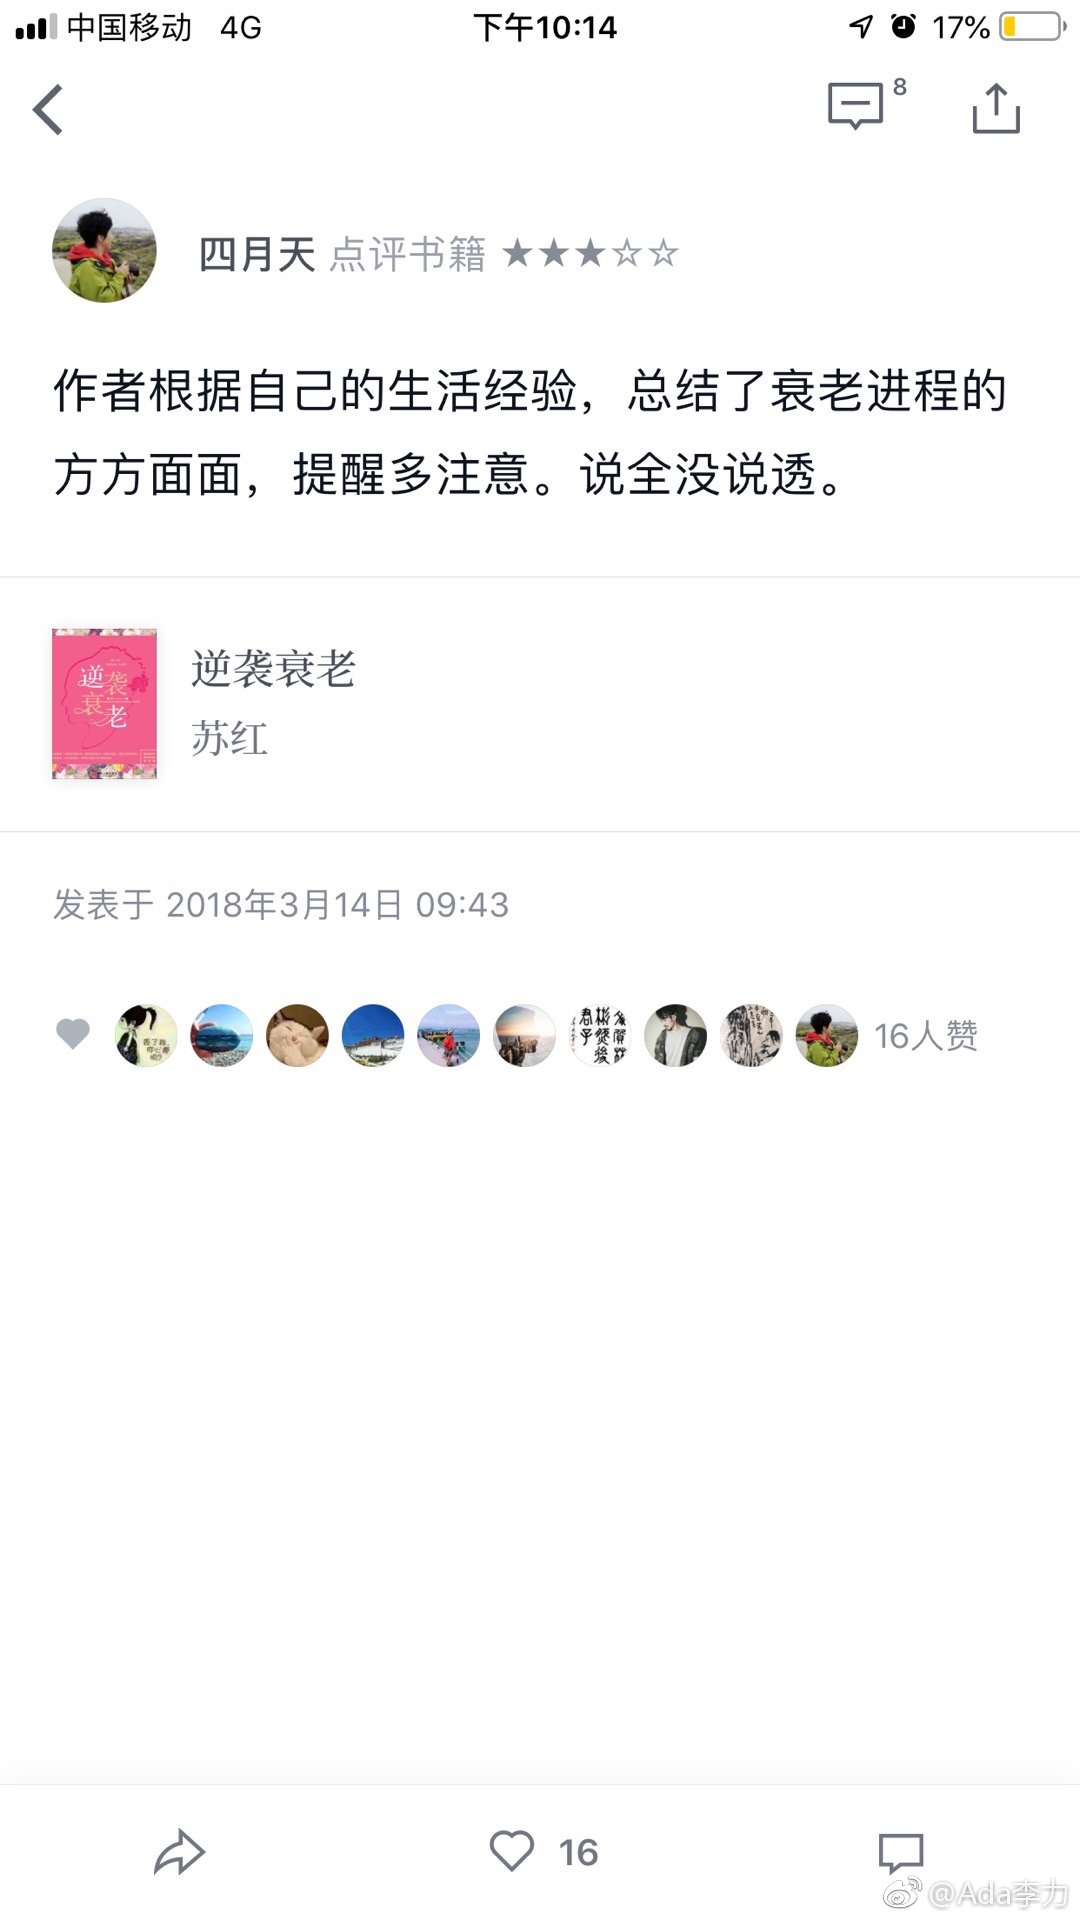 中国移动 4G 下午10:14 17%
8
四月天 点评书籍 ★★★☆☆
作者根据自己的生活经验，总结了衰老进程的
方方面面，提醒多注意。说全没说透。
逆袭
衰老
逆袭衰老
苏红
发表于 2018年3月14日 09:43
16人赞
16
@Ada李力